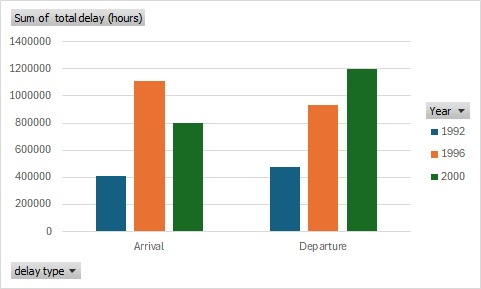 Sum of total delay (hours)
1400000
1200000
1000000
800000
600000
400000
200000
0
Arrival
Departure
Year
1992
1996
2000
delay type